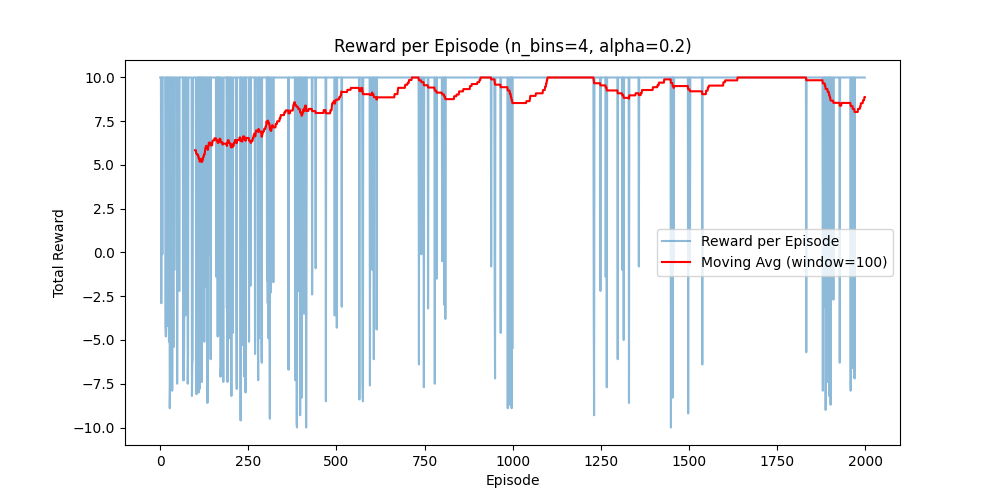 Reward per Episode (n_bins=4, alpha=0.2)
Total Reward
10.0
7.5
5.0
2.5
0.0
−2.5
−5.0
−7.5
−10.0
Reward per Episode
Moving Avg (window=100)
0 250 500 750 1000 1250 1500 1750 2000
Episode